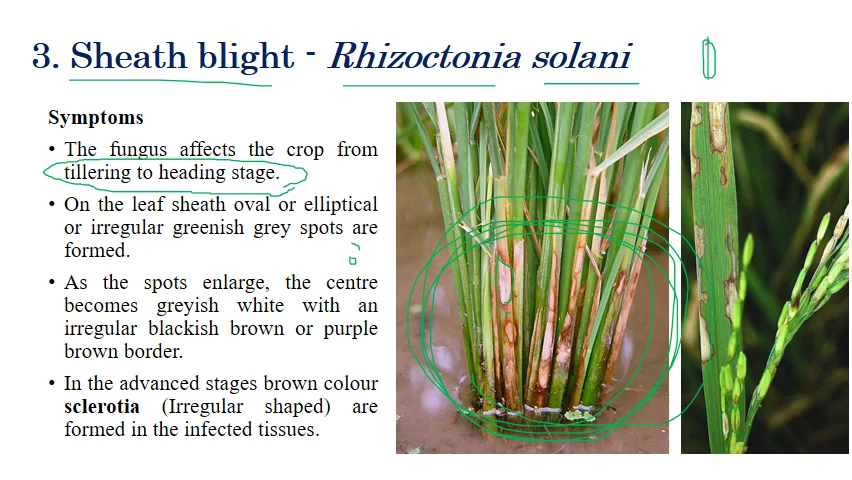 3. Sheath blight - Rhizoctonia solani
Symptoms
• The fungus affects the crop from
tillering to heading stage.
• On the leaf sheath oval or elliptical
or irregular greenish grey spots are
formed.
• As the spots enlarge, the centre
becomes greyish white with an
irregular blackish brown or purple
brown border.
• In the advanced stages brown colour
sclerotia (Irregular shaped) are
formed in the infected tissues.